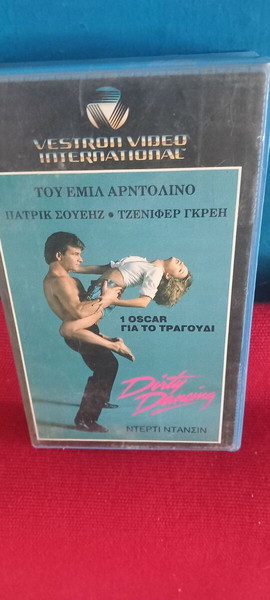 VESTRON VIDEO
INTERNATIONAL
ΤΟΥ ΕΜΙΛ ΑΡΝΤΟΛΙΝΟ
ΠΑΤΡΙΚ ΣΟΥΕΗΖ • ΤΖΕΝΙΦΕΡ ΓΚΡΕΗ
1 OSCAR
ΓΙΑ ΤΟ ΤΡΑΓΟΥΔΙ
Dirty
Dancing
ΝΤΕΡΤΙ ΝΤΑΝΣΙΝ